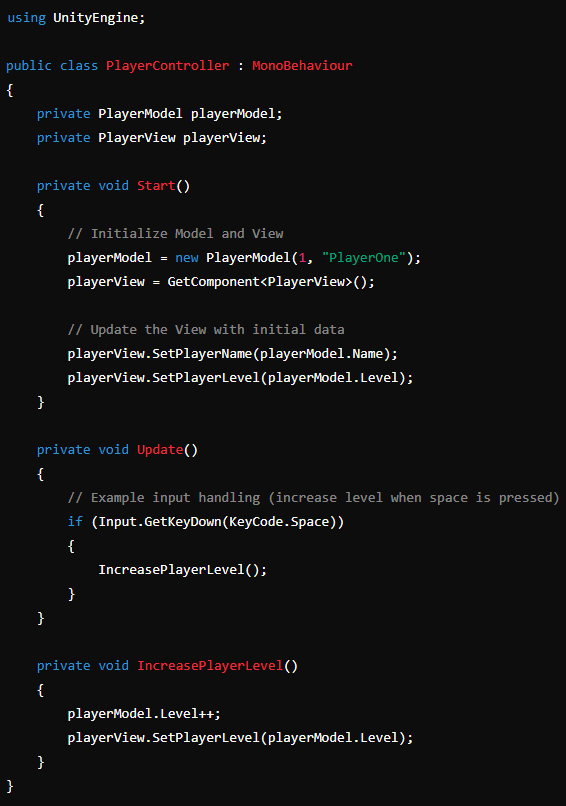 using UnityEngine;
public class PlayerController : MonoBehaviour
{
    private PlayerModel playerModel;
    private PlayerView playerView;
    private void Start()
    {
        // Initialize Model and View
        playerModel = new PlayerModel(1, "PlayerOne");
        playerView = GetComponent<PlayerView>();
        // Update the View with initial data
        playerView.SetPlayerName(playerModel.Name);
        playerView.SetPlayerLevel(playerModel.Level);
    }
    private void Update()
    {
        // Example input handling (increase level when space is pressed)
        if (Input.GetKeyDown(KeyCode.Space))
        {
            IncreasePlayerLevel();
        }
    }
    private void IncreasePlayerLevel()
    {
        playerModel.Level++;
        playerView.SetPlayerLevel(playerModel.Level);
    }
}